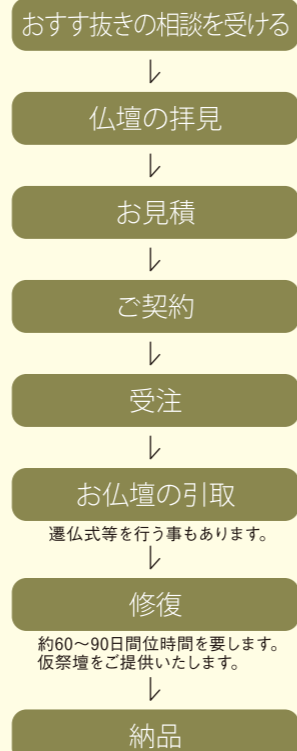 おすす抜きの相談を受ける
仏壇の拝見
お見積
ご契約
受注
お仏壇の引取
遷仏式等を行う事もあります。
修復
約60～90日間位時間を要します。
仮祭壇をご提供いたします。
納品